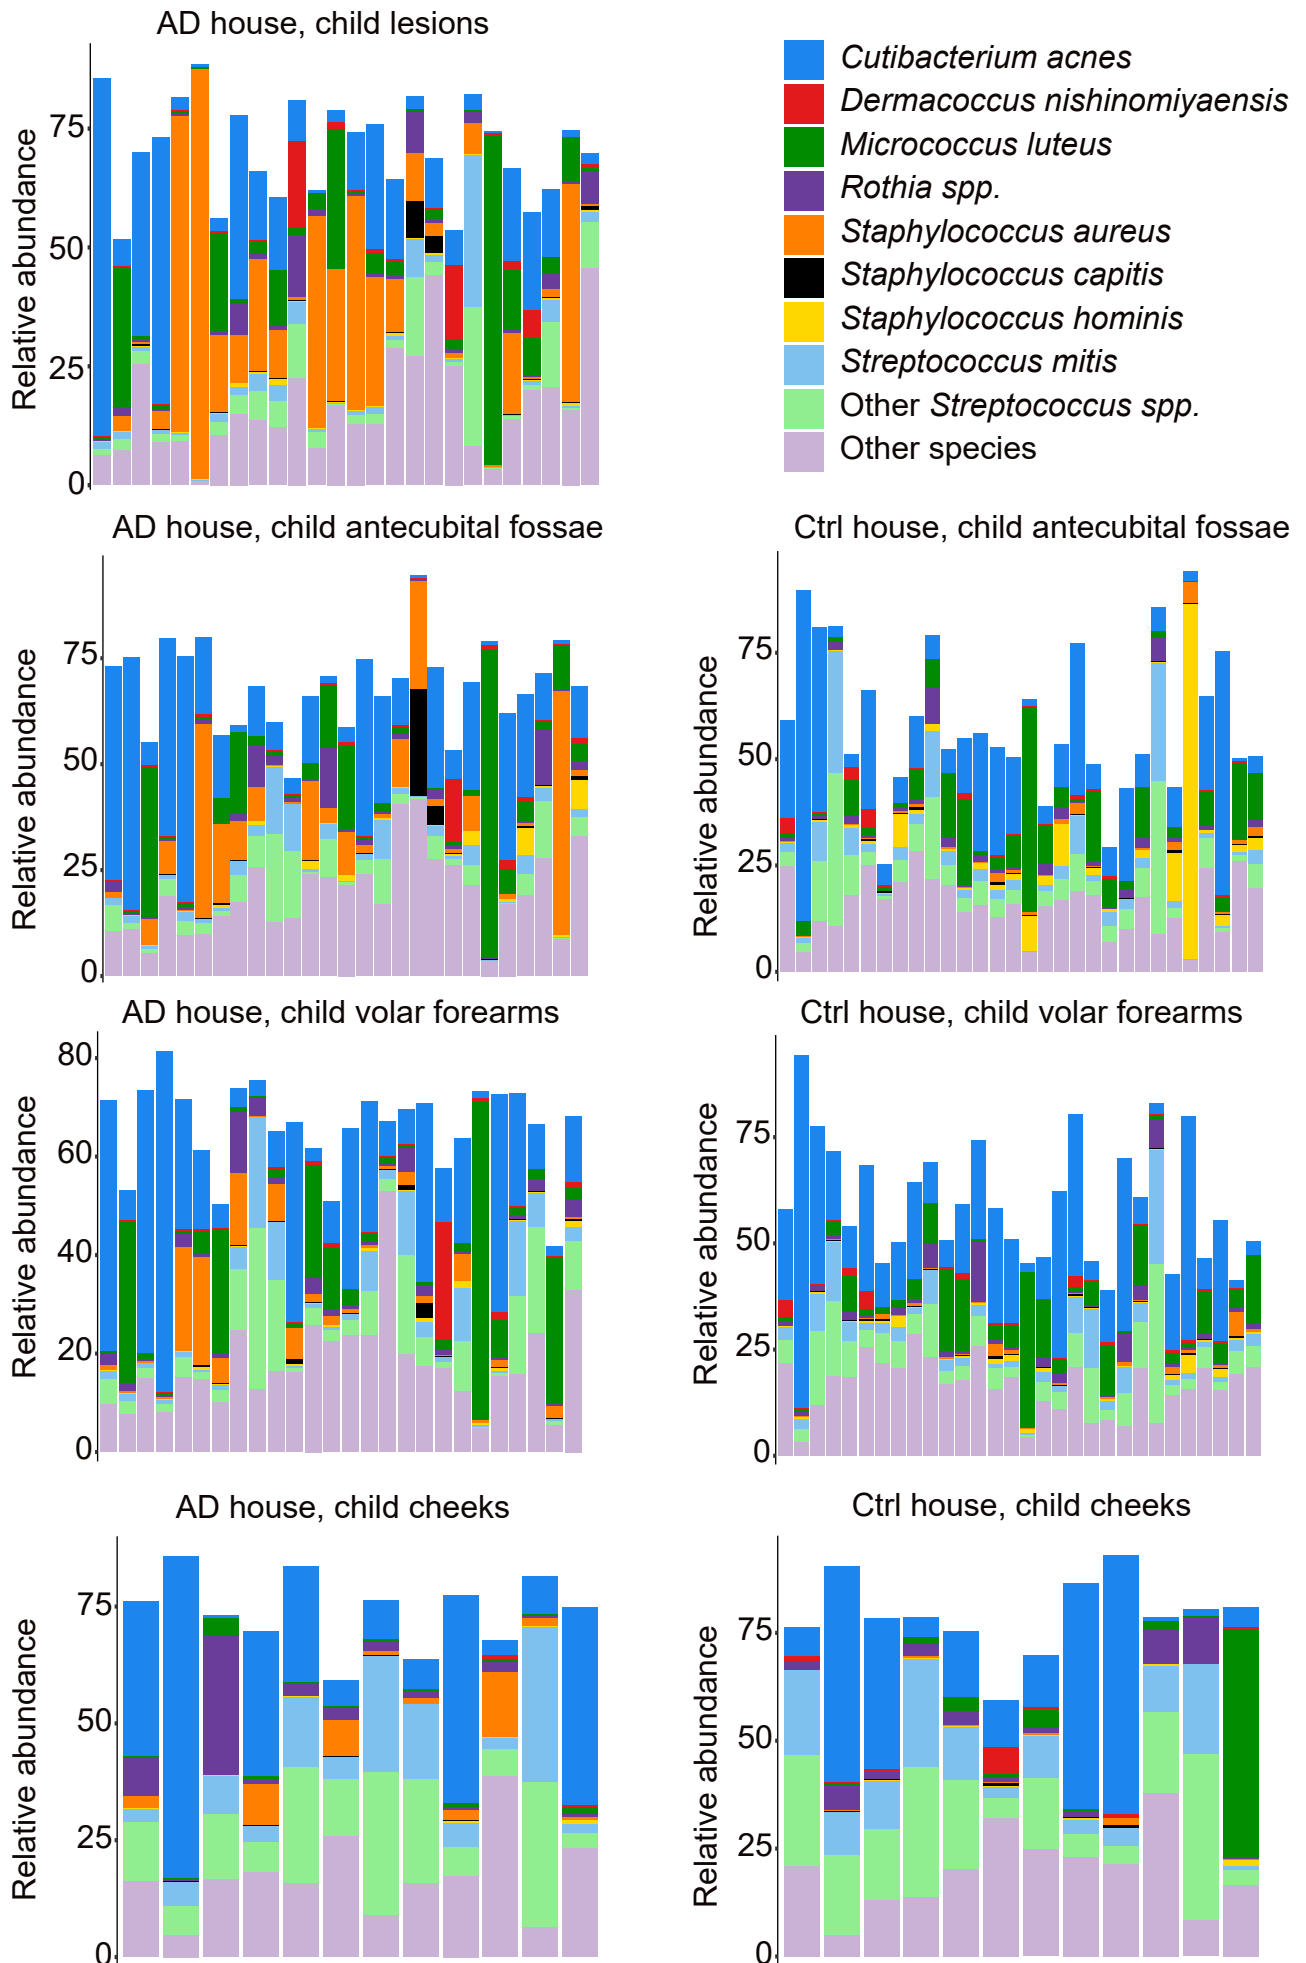 AD house, child lesions
Relative abundance
75
50
25
0
Cutibacterium acnes
Dermacoccus nishinomiyaensis
Micrococcus luteus
Rothia spp.
Staphylococcus aureus
Staphylococcus capitis
Staphylococcus hominis
Streptococcus mitis
Other Streptococcus spp.
Other species
AD house, child antecubital fossae
Relative abundance
75
50
25
0
Ctrl house, child antecubital fossae
Relative abundance
75
50
25
0
AD house, child volar forearms
Relative abundance
80
60
40
20
0
Ctrl house, child volar forearms
Relative abundance
75
50
25
0
AD house, child cheeks
Relative abundance
75
50
25
0
Ctrl house, child cheeks
Relative abundance
75
50
25
0